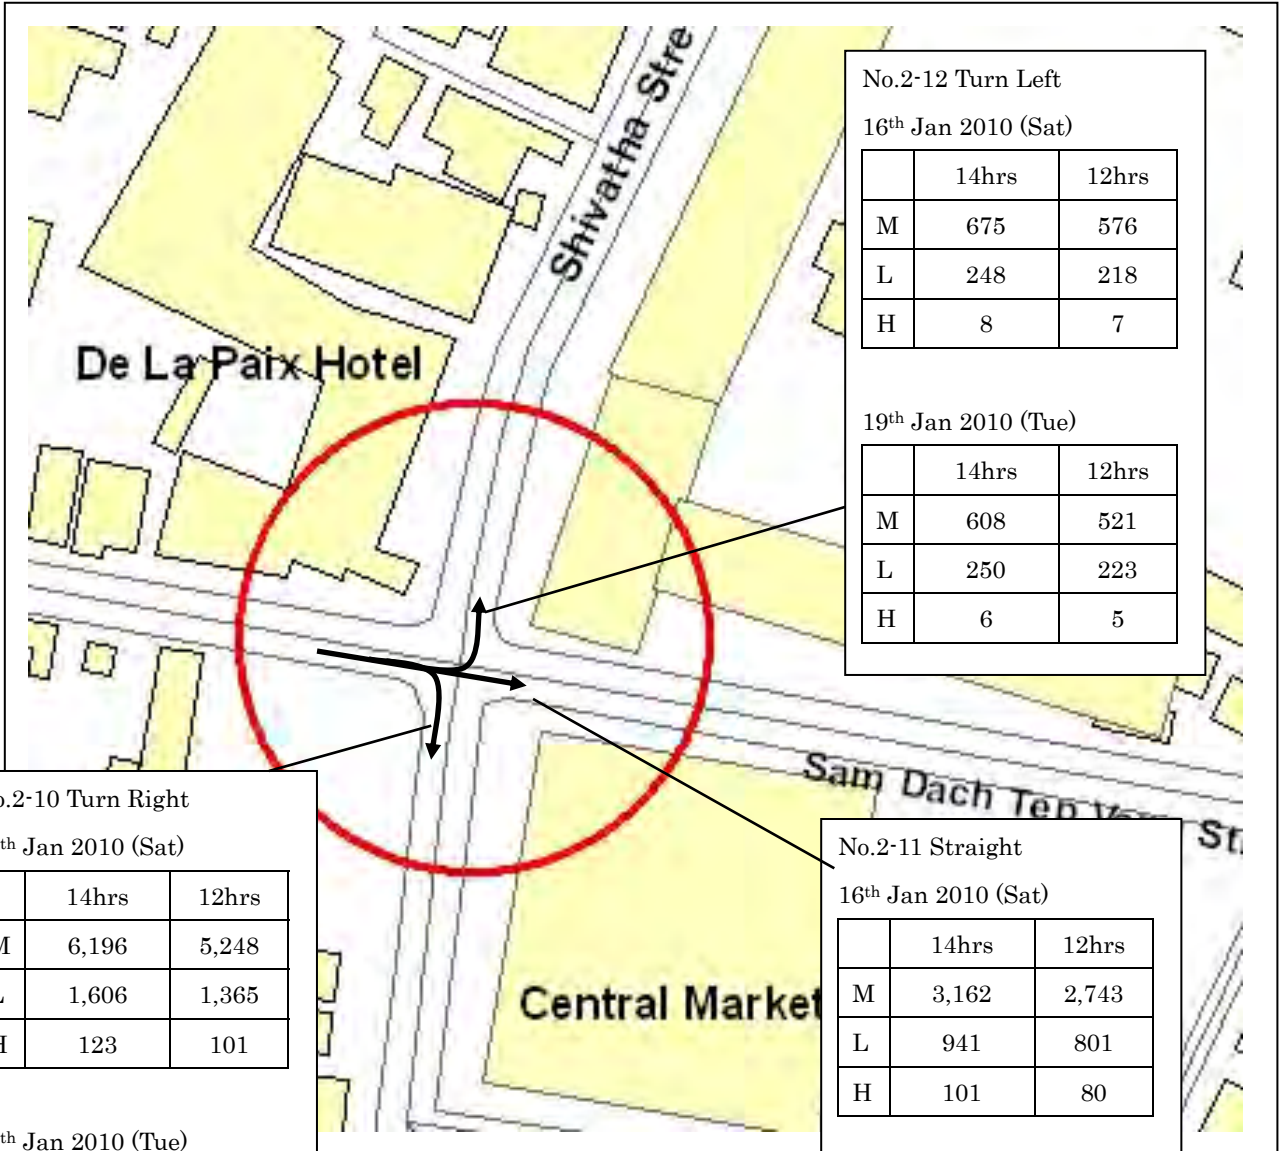 Shivatha Stre
De La Paix Hotel
No.2-12 Turn Left
16th Jan 2010 (Sat)
14hrs 12hrs
M 675 576
L 248 218
H 8 7
19th Jan 2010 (Tue)
14hrs 12hrs
M 608 521
L 250 223
H 6 5
o.2-10 Turn Right
th Jan 2010 (Sat)
14hrs 12hrs
M 6,196 5,248
L 1,606 1,365
H 123 101
th Jan 2010 (Tue)
Sam Dach Tep St
No.2-11 Straight
16th Jan 2010 (Sat)
14hrs 12hrs
M 3,162 2,743
L 941 801
H 101 80
Central Market